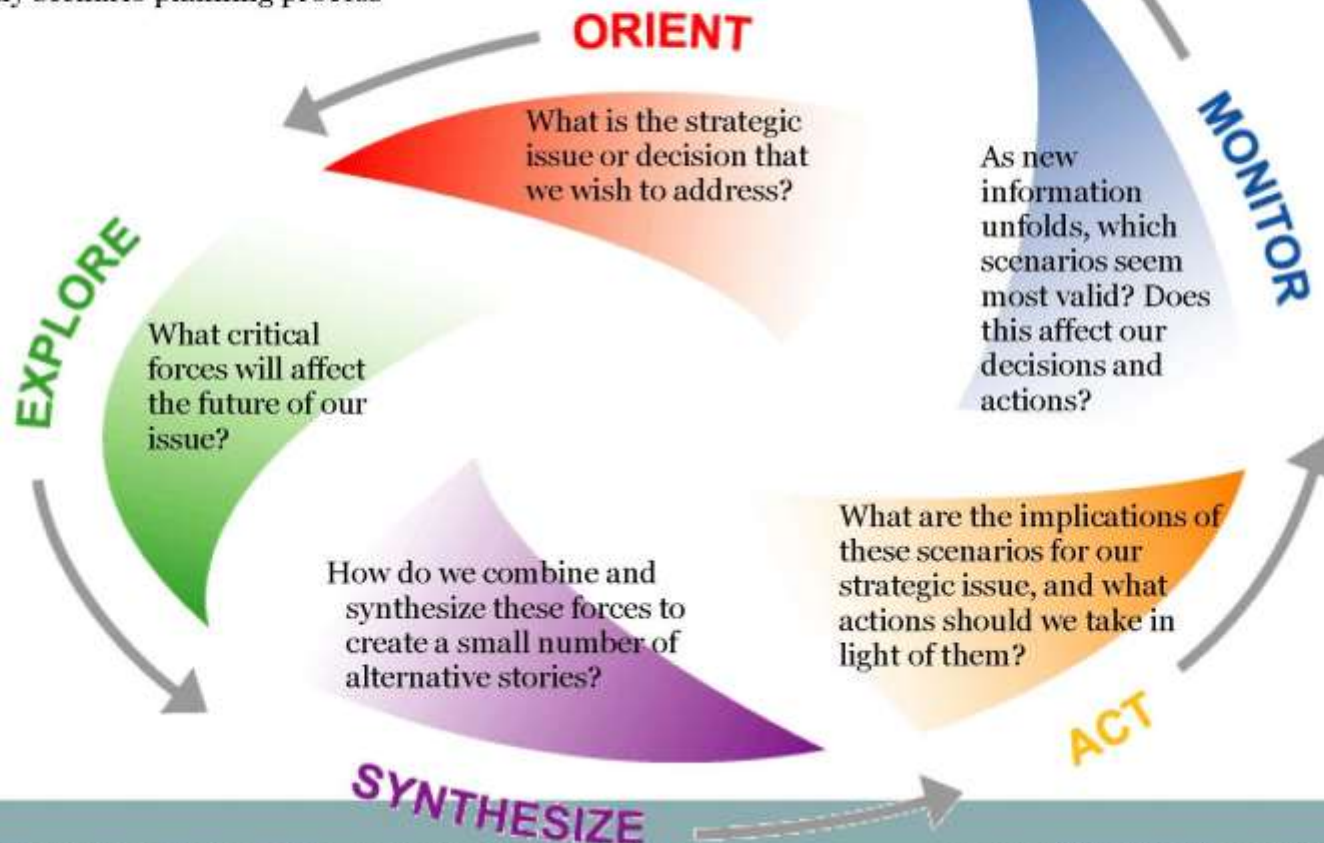 scenario planning process
ORIENT
What is the strategic
issue or decision that
we wish to address?
EXPLORE
What critical
forces will affect
the future of our
issue?
SYNTHESIZE
How do we combine and
synthesize these forces to
create a small number of
alternative stories?
ACT
What are the implications of
these scenarios for our
strategic issue, and what
actions should we take in
light of them?
MONITOR
As new
information
unfolds, which
scenarios seem
most valid? Does
this affect our
decisions and
actions?